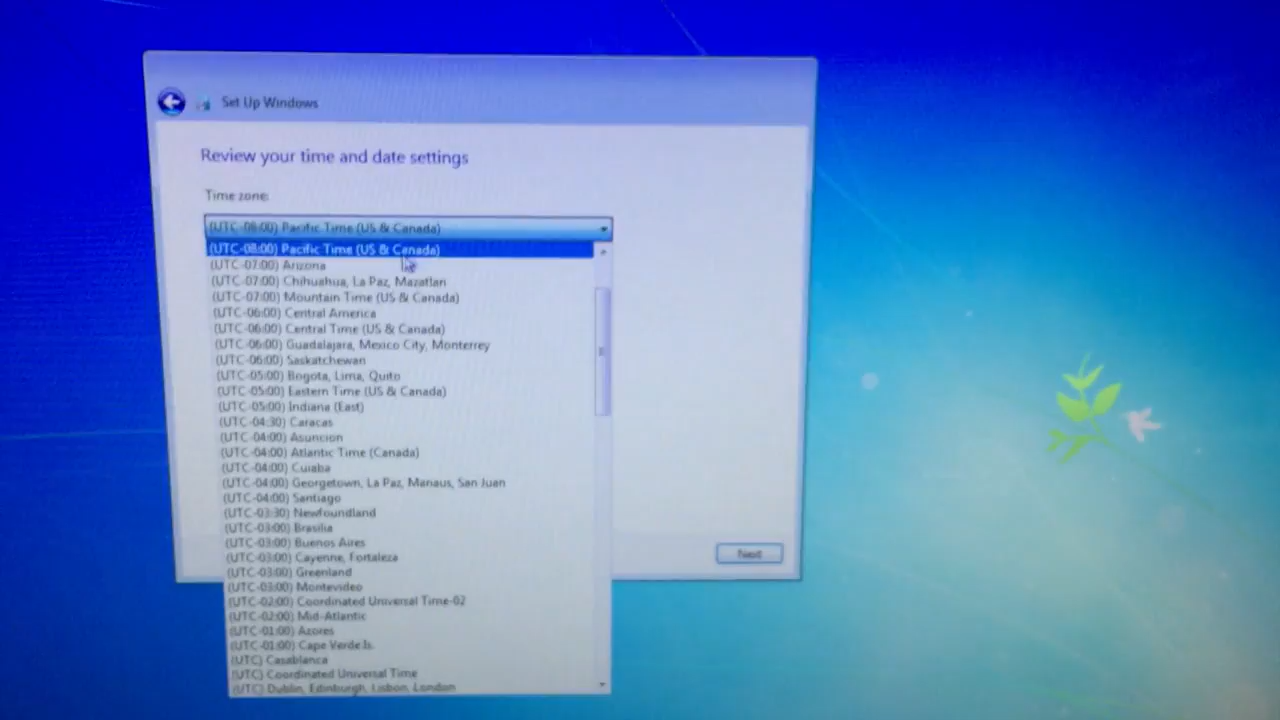 Set Up Windows
Review your time and date settings
Time zone:
(UTC-08:00) Pacific Time (US & Canada)
(UTC-08:00) Pacific Time (US & Canada)
(UTC-07:00) Arizona
(UTC-07:00) Chihuahua, La Paz, Mazatlan
(UTC-07:00) Mountain Time (US & Canada)
(UTC-06:00) Central America
(UTC-06:00) Central Time (US & Canada)
(UTC-06:00) Guadalajara, Mexico City, Monterrey
(UTC-06:00) Saskatchewan
(UTC-05:00) Bogota, Lima, Quito
(UTC-05:00) Eastern Time (US & Canada)
(UTC-05:00) Indiana (East)
(UTC-04:30) Caracas
(UTC-04:00) Asuncion
(UTC-04:00) Atlantic Time (Canada)
(UTC-04:00) Cuiaba
(UTC-04:00) Georgetown, La Paz, Manaus, San Juan
(UTC-04:00) Santiago
(UTC-03:30) Newfoundland
(UTC-03:00) Brasilia
(UTC-03:00) Buenos Aires
(UTC-03:00) Cayenne, Fortaleza
(UTC-03:00) Greenland
(UTC-03:00) Montevideo
(UTC-02:00) Coordinated Universal Time-02
(UTC-02:00) Mid-Atlantic
(UTC-01:00) Azores
(UTC-01:00) Cape Verde Is.
(UTC) Casablanca
(UTC) Coordinated Universal Time
(UTC) Dublin, Edinburgh, Lisbon, London
Next